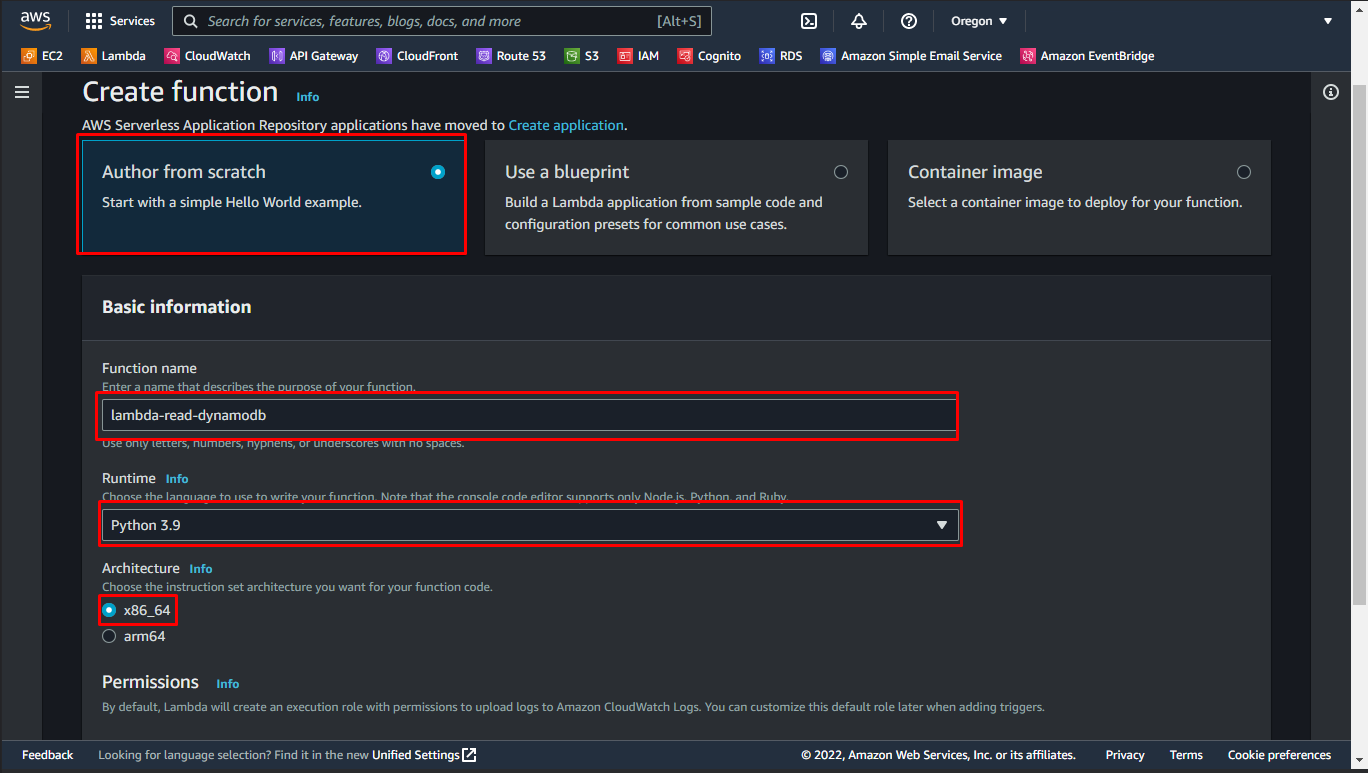 aws Services Search for services, features, blogs, docs, and more [Alt+S] Oregon
EC2 Lambda CloudWatch API Gateway CloudFront Route 53 S3 IAM Cognito RDS Amazon Simple Email Service Amazon EventBridge
Create function Info
AWS Serverless Application Repository applications have moved to Create application.
Author from scratch
Start with a simple Hello World example.
Use a blueprint
Build a Lambda application from sample code and
configuration presets for common use cases.
Container image
Select a container image to deploy for your function.
Basic information
Function name
Enter a name that describes the purpose of your function.
lambda-read-dynamodb
Use only letters, numbers, hyphens, or underscores with no spaces.
Runtime Info
Choose the language to use to write your function. Note that the console code editor supports only Node.js, Python, and Ruby.
Python 3.9
Architecture Info
Choose the instruction set architecture you want for your function code.
x86_64
arm64
Permissions Info
By default, Lambda will create an execution role with permissions to upload logs to Amazon CloudWatch Logs. You can customize this default role later when adding triggers.
Feedback Looking for language selection? Find it in the new Unified Settings © 2022, Amazon Web Services, Inc. or its affiliates. Privacy Terms Cookie preferences